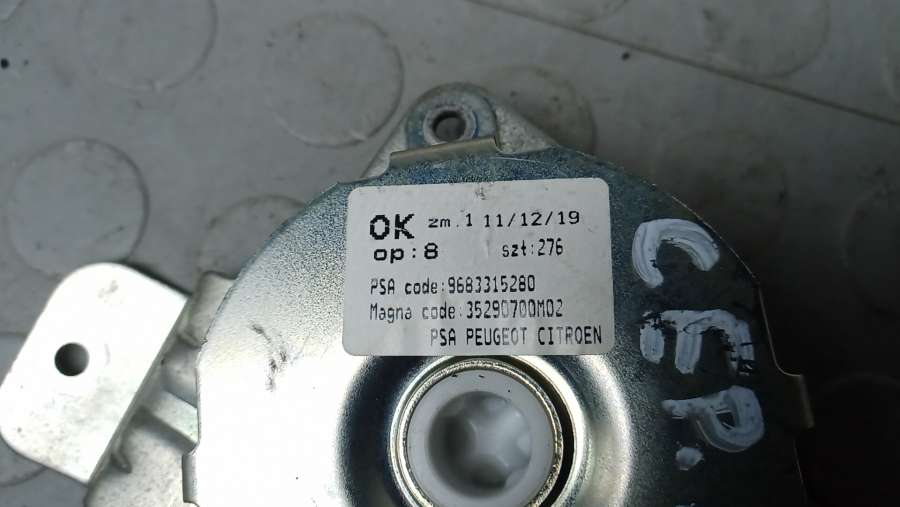 OK zm.1 11/12/19
op:8 szt:276
PSA code:9683315280
Magna code:35290700M02
PSA PEUGEOT CITROEN